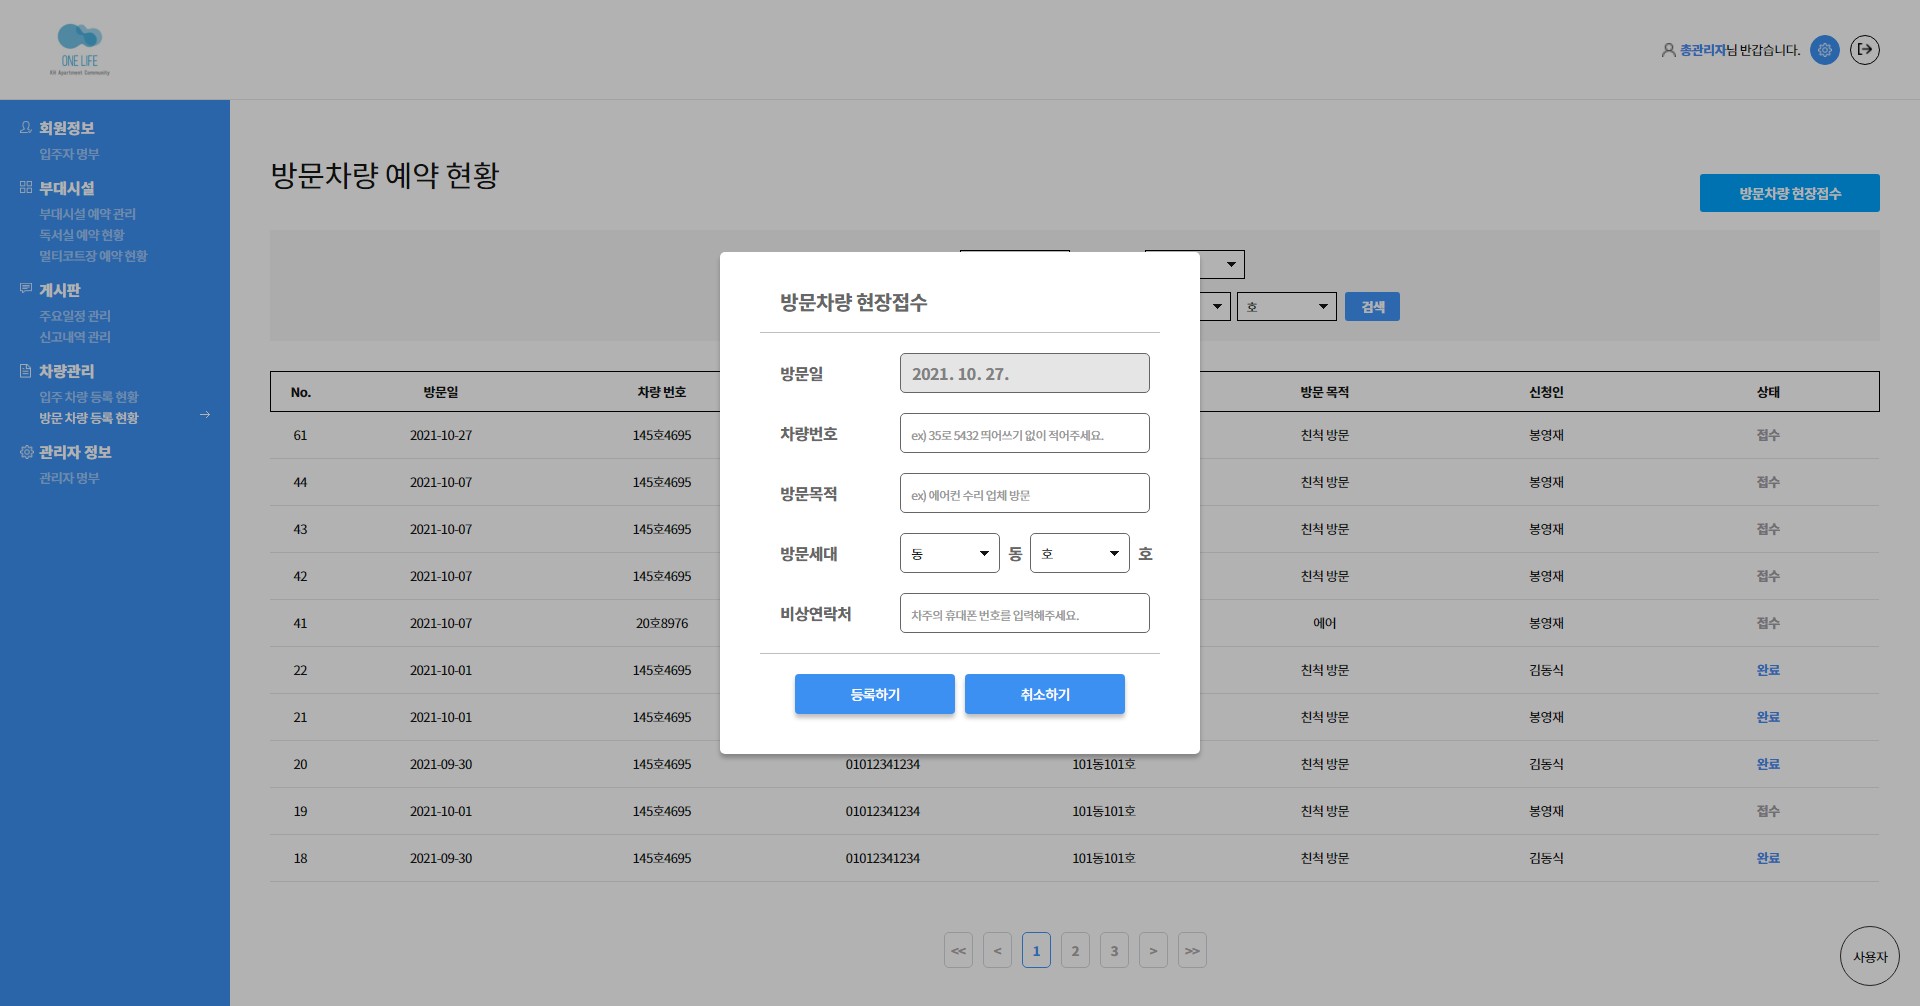 ONE LIFE
RH Apartment Community
총관리자님 반갑습니다.
회원정보
입주자 명부
부대시설
부대시설 예약 관리
독서실 예약 현황
멀티코트장 예약 현황
게시판
주요일정 관리
신고내역 관리
차량관리
입주 차량 등록 현황
방문 차량 등록 현황
관리자 정보
관리자 명부
방문차량 예약 현황
방문차량 현장접수
호 검색
방문차량 현장접수
방문일 2021. 10. 27.
차량번호 ex) 35로 5432 띄어쓰기 없이 적어주세요.
방문목적 ex) 에어컨 수리 업체 방문
방문세대 동 동 호 호
비상연락처 차주의 휴대폰 번호를 입력해주세요.
등록하기 취소하기
No. 방문일 차량 번호 방문 목적 신청인 상태
61 2021-10-27 145호4695 친척 방문 봉영재 접수
44 2021-10-07 145호4695 친척 방문 봉영재 접수
43 2021-10-07 145호4695 친척 방문 봉영재 접수
42 2021-10-07 145호4695 친척 방문 봉영재 접수
41 2021-10-07 20호8976 에어 봉영재 접수
22 2021-10-01 145호4695 친척 방문 김동식 완료
21 2021-10-01 145호4695 친척 방문 봉영재 완료
20 2021-09-30 145호4695 01012341234 101동101호 친척 방문 김동식 완료
19 2021-10-01 145호4695 01012341234 101동101호 친척 방문 봉영재 접수
18 2021-09-30 145호4695 01012341234 101동101호 친척 방문 김동식 완료
<< < 1 2 3 > >>
사용자